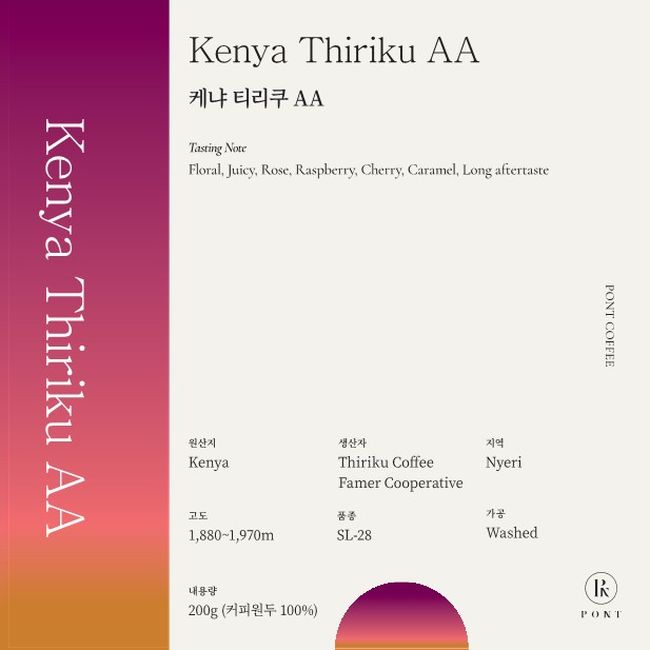 Kenya Thiriku AA
Kenya Thiriku AA
케냐 티리쿠 AA
Tasting Note
Floral, Juicy, Rose, Raspberry, Cherry, Caramel, Long aftertaste
PONT COFFEE
원산지
Kenya
생산자
Thiriku Coffee
Famer Cooperative
지역
Nyeri
고도
1,880~1,970m
품종
SL-28
가공
Washed
내용량
200g (커피원두 100%)
PONT